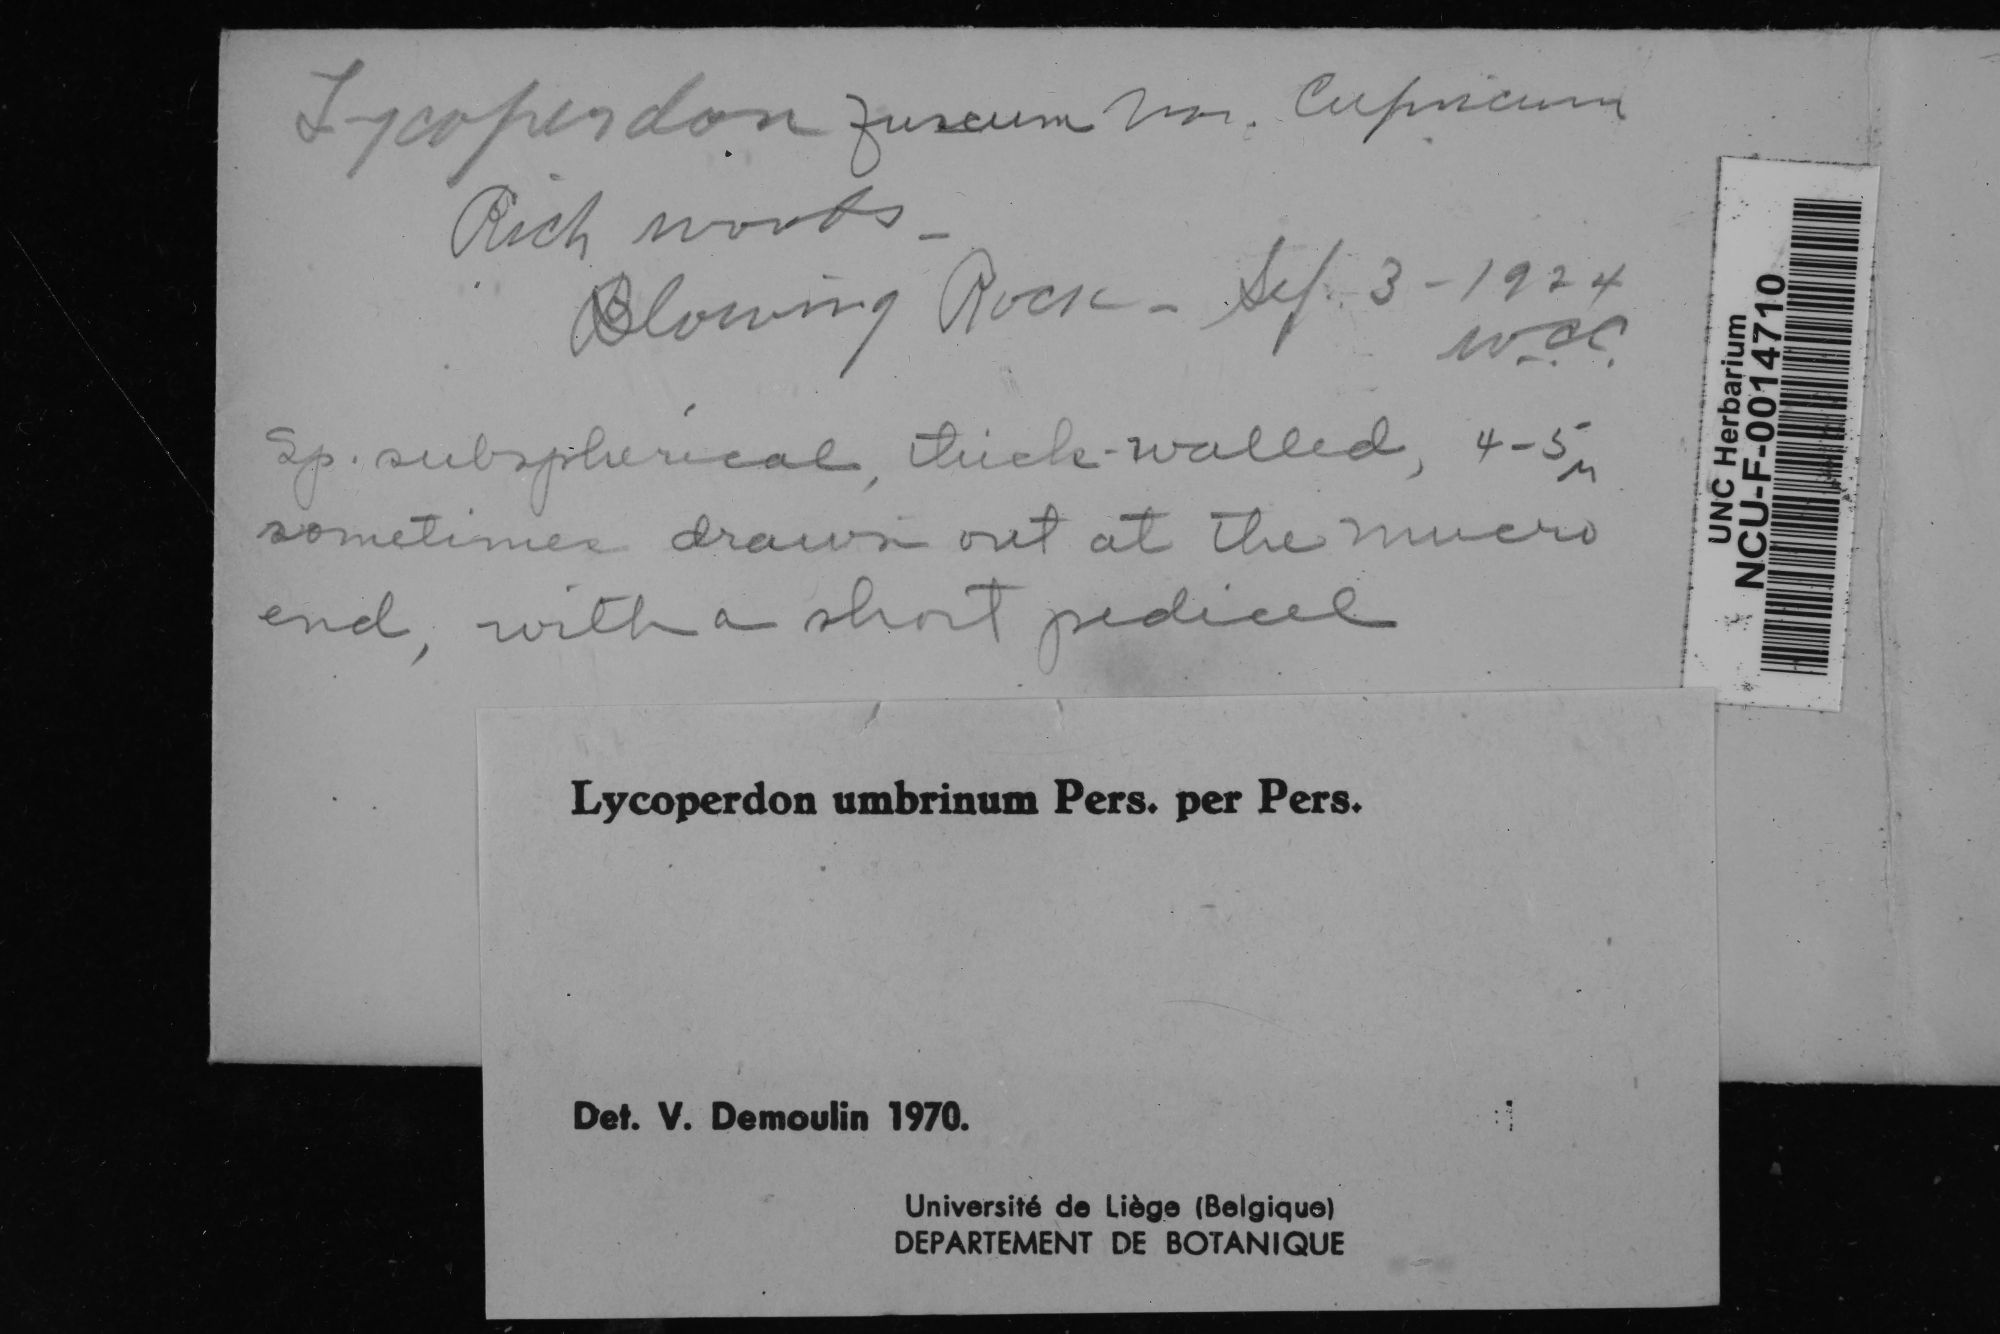 Lycoperdon fuscum Var. Cupricum
Rich woods -
Blowing Rock - Sep. 3 - 1924
W.C.C.
Sp. subspherical, thick-walled, 4-5µ
sometimes drawn out at the mucro
end, with a short pedicel
UNC Herbarium
NCU-F-0014710
Lycoperdon umbrinum Pers. per Pers.
Det. V. Demoulin 1970.
Université de Liège (Belgique)
DEPARTEMENT DE BOTANIQUE